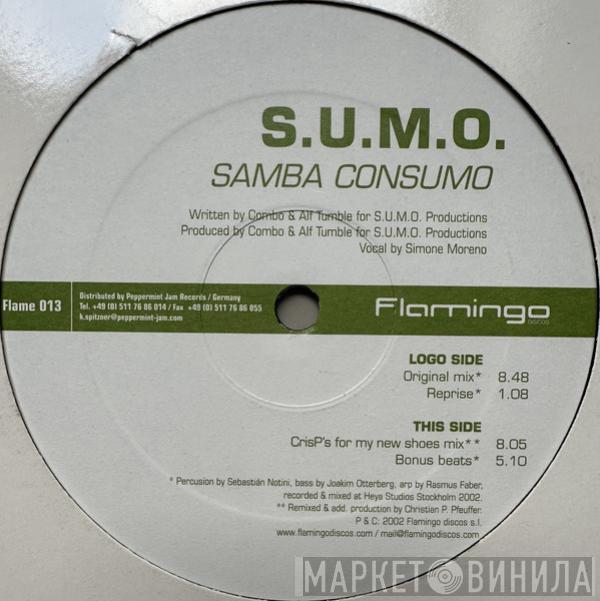 S.U.M.O.
SAMBA CONSUMO
Written by Combo & Alf Tumble for S.U.M.O. Productions
Produced by Combo & Alf Tumble for S.U.M.O. Productions
Vocal by Simone Moreno
Flame 013
Distributed by Peppermint Jam Records / Germany
Tel. +49 (0) 511 76 86 014 / Fax +49 (0) 511 76 86 055
k.spitzner@peppermint-jam.com
Flamingo
DISCOS
LOGO SIDE
Original mix* 8.48
Reprise* 1.08
THIS SIDE
CrisP's for my new shoes mix** 8.05
Bonus beats* 5.10
* Percusion by Sebastián Notini, bass by Joakim Otterberg, arp by Rasmus Faber,
recorded & mixed at Heya Studios Stockholm 2002.
** Remixed & add. production by Christian P. Pfeuffer.
P & C: 2002 Flamingo discos s.l.
www.flamingodiscos.com / mail@flamingodiscos.com
МАРКЕТ ВИНИЛА